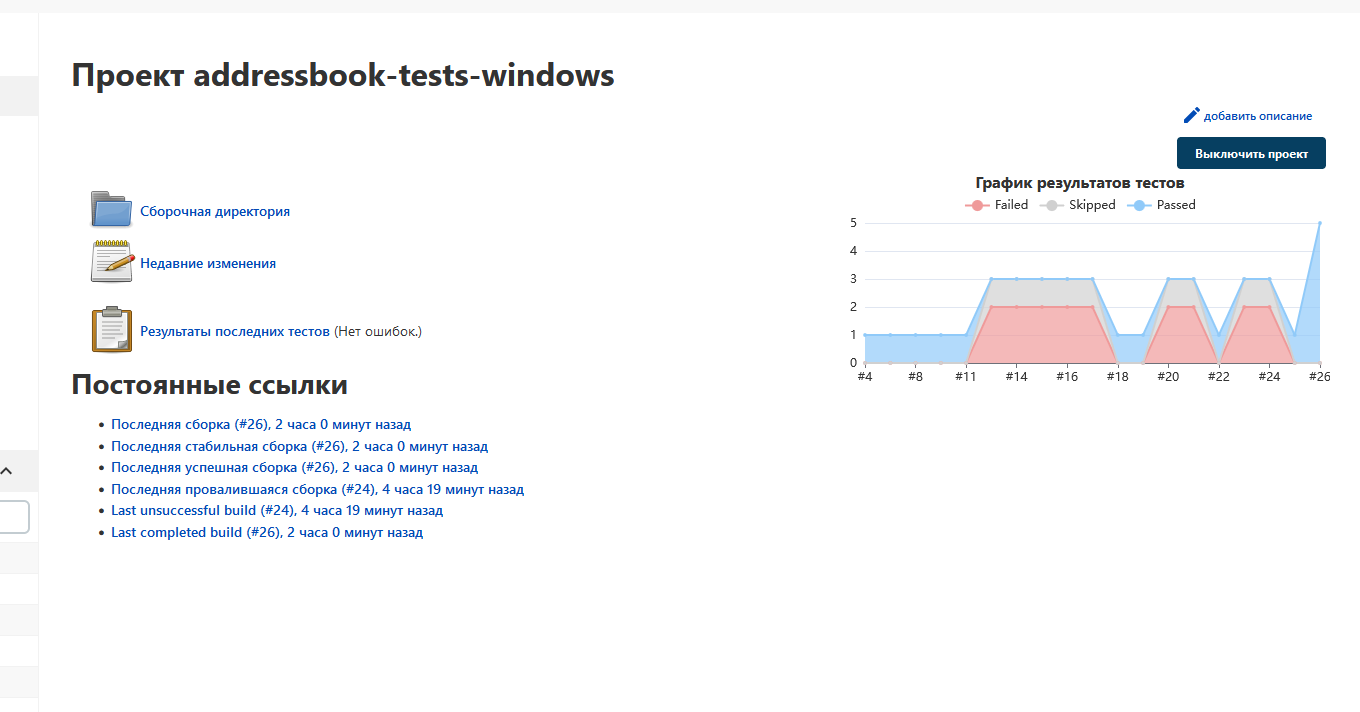 Проект addressbook-tests-windows
добавить описание
Выключить проект
Сборочная директория
Недавние изменения
Результаты последних тестов (Нет ошибок.)
График результатов тестов
Failed Skipped Passed
5
4
3
2
1
0
#4 #8 #11 #14 #16 #18 #20 #22 #24 #26
Постоянные ссылки
Последняя сборка (#26), 2 часа 0 минут назад
Последняя стабильная сборка (#26), 2 часа 0 минут назад
Последняя успешная сборка (#26), 2 часа 0 минут назад
Последняя провалившаяся сборка (#24), 4 часа 19 минут назад
Last unsuccessful build (#24), 4 часа 19 минут назад
Last completed build (#26), 2 часа 0 минут назад